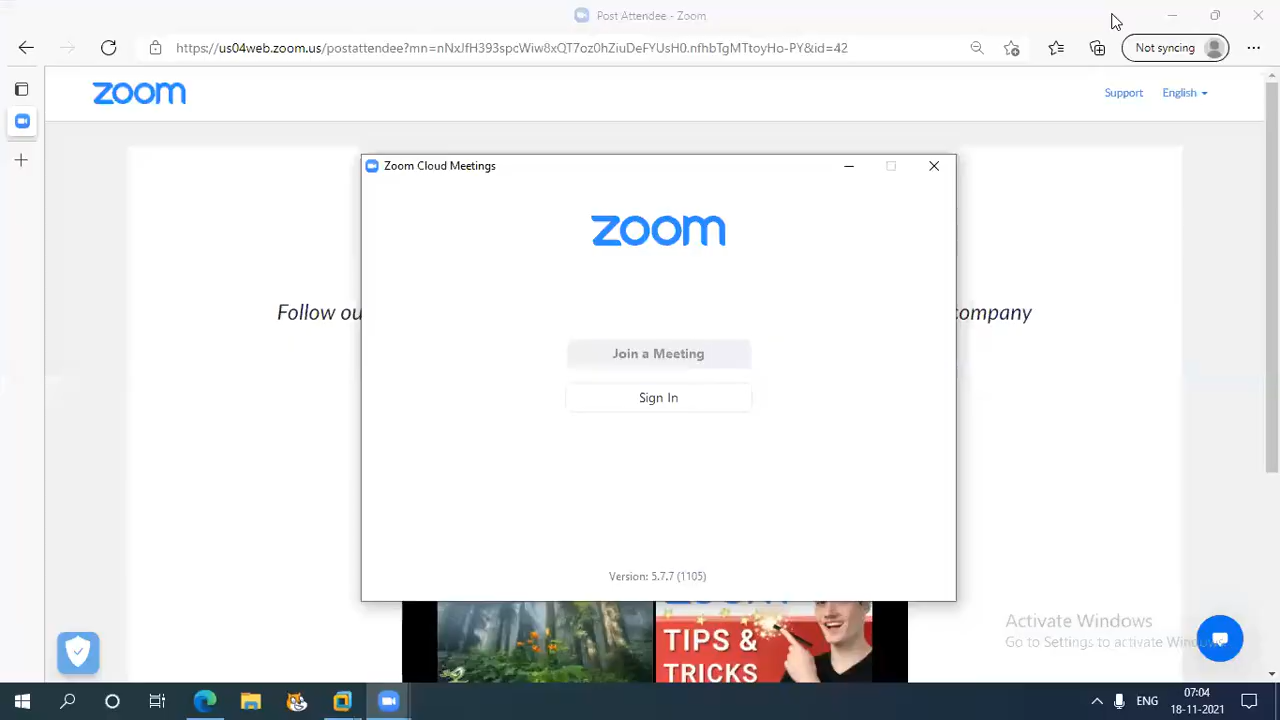 Post Attendee - Zoom
https://us04web.zoom.us/postattendee?mn=nNxJfH393spcWiw8xQT7oz0hZiuDeFYUsH0.nfhbTgMTtoyHo-PY&id=42
Not syncing
zoom
Support
English
Zoom Cloud Meetings
zoom
Follow ou
company
Join a Meeting
Sign In
Version: 5.7.7 (1105)
TIPS &
TRICKS
Activate Windows
Go to Settings to activate Windows.
ENG
07:04
18-11-2021